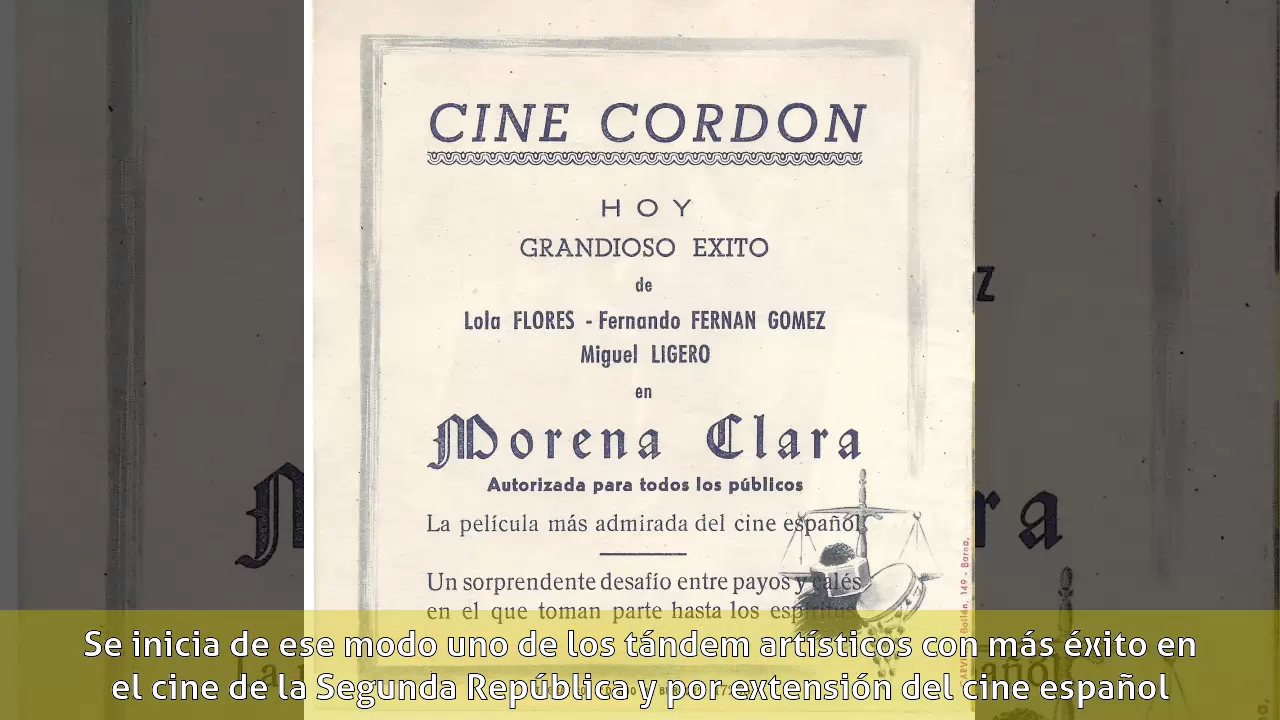 CINE CORDON
HOY
GRANDIOSO EXITO
de
Lola FLORES - Fernando FERNAN GOMEZ
Miguel LIGERO
en
Morena Clara
Autorizada para todos los públicos
La película más admirada del cine español
Un sorprendente desafío entre payos y calés
en el que toman parte hasta los espíritus
Bailén, 149 - Barna.
Se inicia de ese modo uno de los tándem artísticos con más éxito en
el cine de la Segunda República y por extensión del cine español